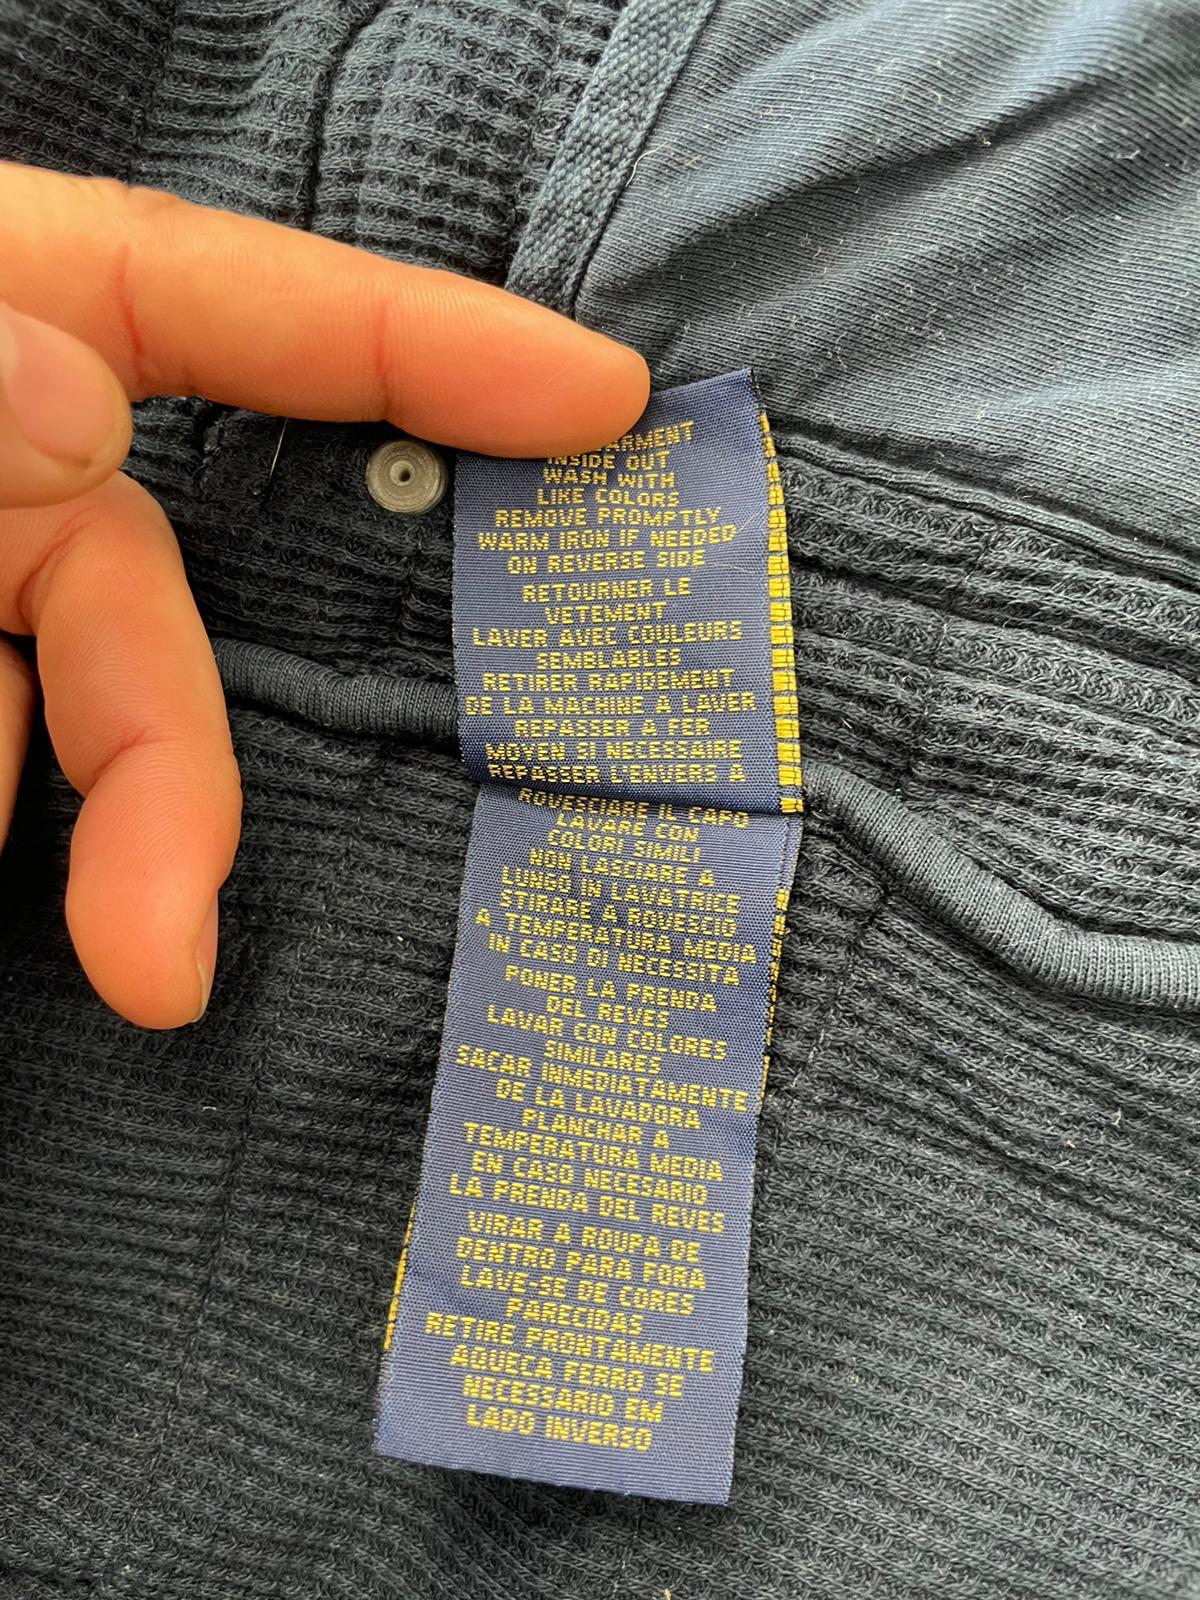 INSIDE OUT
WASH WITH
LIKE COLORS
REMOVE PROMPTLY
WARM IRON IF NEEDED
ON REVERSE SIDE
RETOURNER LE
VETEMENT
LAVER AVEC COULEURS
SEMBLABLES
RETIRER RAPIDEMENT
DE LA MACHINE A LAVER
REPASSER A FER
MOYEN SI NECESSAIRE
REPASSER L'ENVERS A
ROVESCIARE IL CAPO
LAVARE CON
COLORI SIMILI
NON LASCIARE A
LUNGO IN LAVATRICE
STIRARE A ROVESCIO
A TEMPERATURA MEDIA
IN CASO DI NECESSITA
PONER LA PRENDA
DEL REVES
LAVAR CON COLORES
SIMILARES
SACAR INMEDIATAMENTE
DE LA LAVADORA
PLANCHAR A
TEMPERATURA MEDIA
EN CASO NECESARIO
LA PRENDA DEL REVES
VIRAR A ROUPA DE
DENTRO PARA FORA
LAVE-SE DE CORES
PARECIDAS
RETIRE PRONTAMENTE
AQUECA FERRO SE
NECESSARIO EM
LADO INVERSO